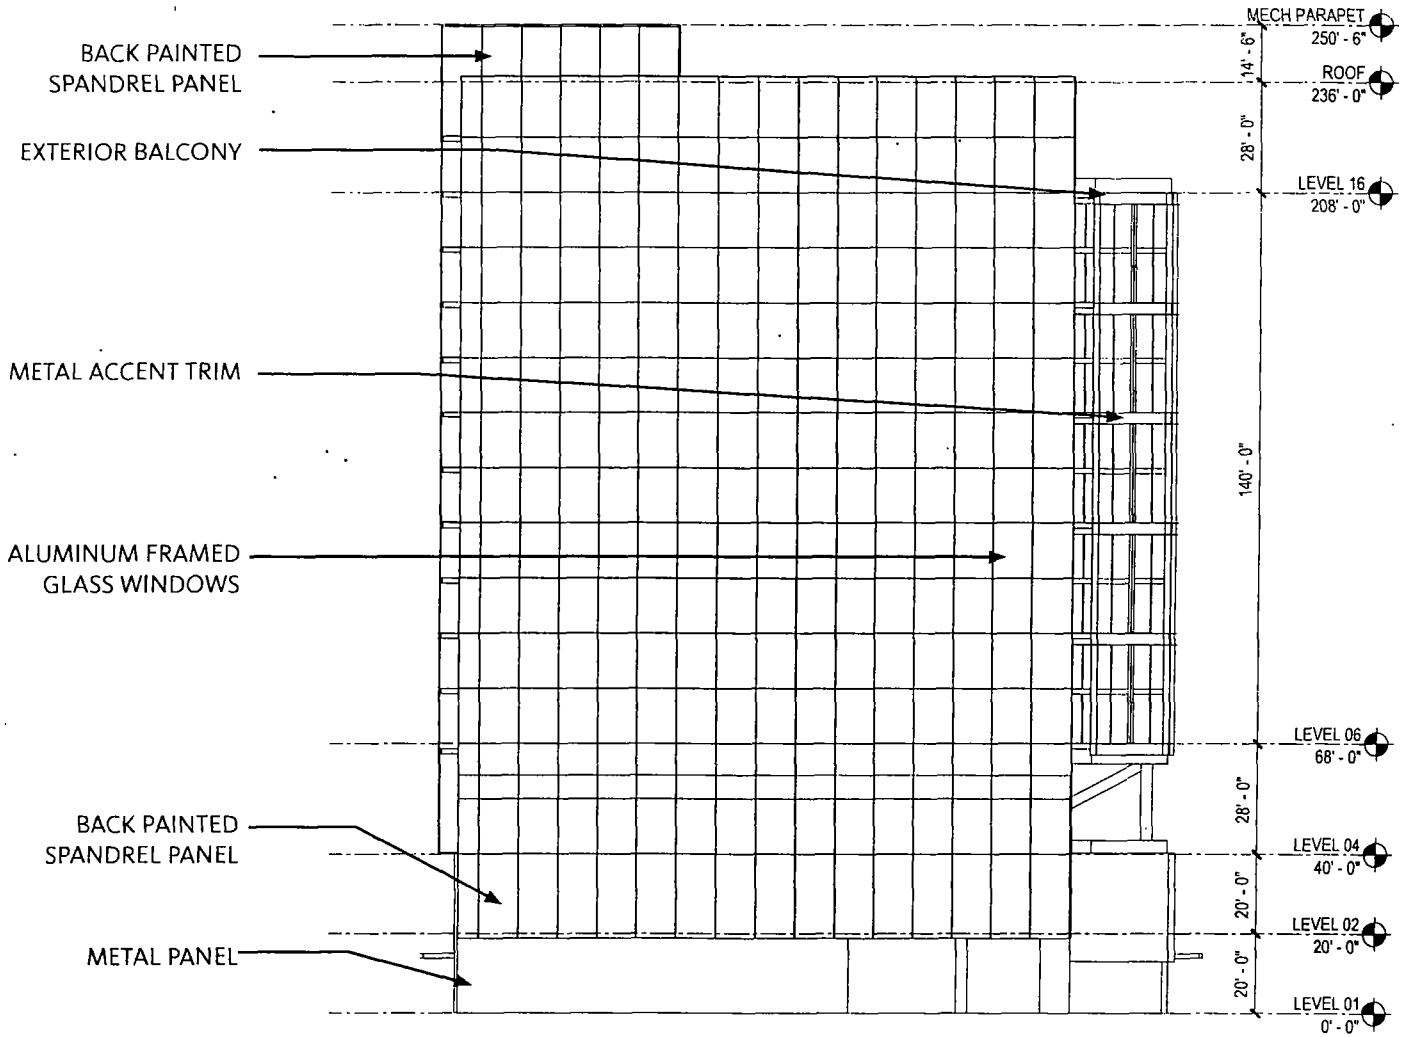 MECH PARAPET
250' - 6"
14' - 6"
BACK PAINTED
SPANDREL PANEL
ROOF
236' - 0"
28' - 0"
EXTERIOR BALCONY
LEVEL 16
208' - 0"
METAL ACCENT TRIM
140' - 0"
ALUMINUM FRAMED
GLASS WINDOWS
LEVEL 06
68' - 0"
28' - 0"
BACK PAINTED
SPANDREL PANEL
LEVEL 04
40' - 0"
20' - 0"
LEVEL 02
20' - 0"
METAL PANEL
20' - 0"
LEVEL 01
0' - 0"